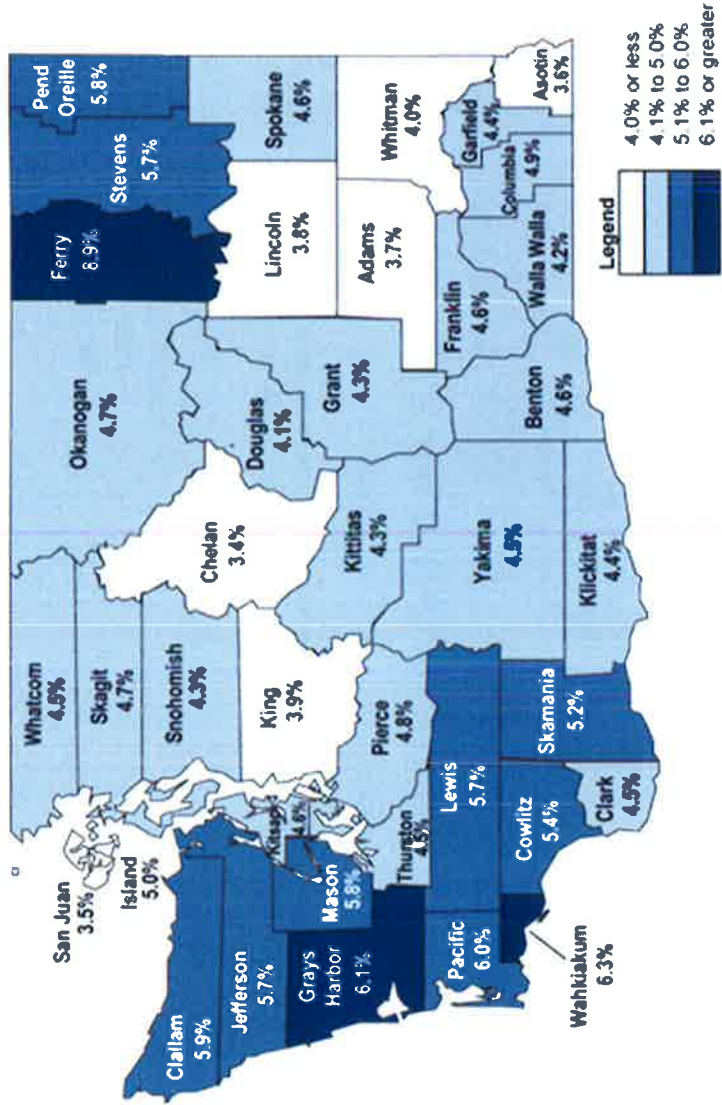 Whatcom
4.5%
San Juan
3.5%
Skagit
4.7%
Island
5.0%
Snohomish
4.3%
Clallam
5.9%
Jefferson
5.7%
Kitsap
4.6%
King
3.9%
Mason
5.8%
Grays
Harbor
6.1%
Thurston
Pierce
4.8%
Pacific
6.0%
Lewis
5.7%
Wahkiakum
6.3%
Cowlitz
5.4%
Skamania
5.2%
Clark
4.5%
Okanogan
4.7%
Chelan
3.4%
Douglas
4.1%
Kittitas
4.3%
Grant
4.3%
Yakima
Klickitat
4.4%
Benton
4.6%
Ferry
8.9%
Stevens
5.7%
Pend
Oreille
5.8%
Lincoln
3.8%
Spokane
4.6%
Adams
3.7%
Whitman
4.0%
Franklin
4.6%
Walla Walla
4.2%
Columbia
4.9%
Garfield
4.4%
Asotin
3.6%
Legend
4.0% or less
4.1% to 5.0%
5.1% to 6.0%
6.1% or greater